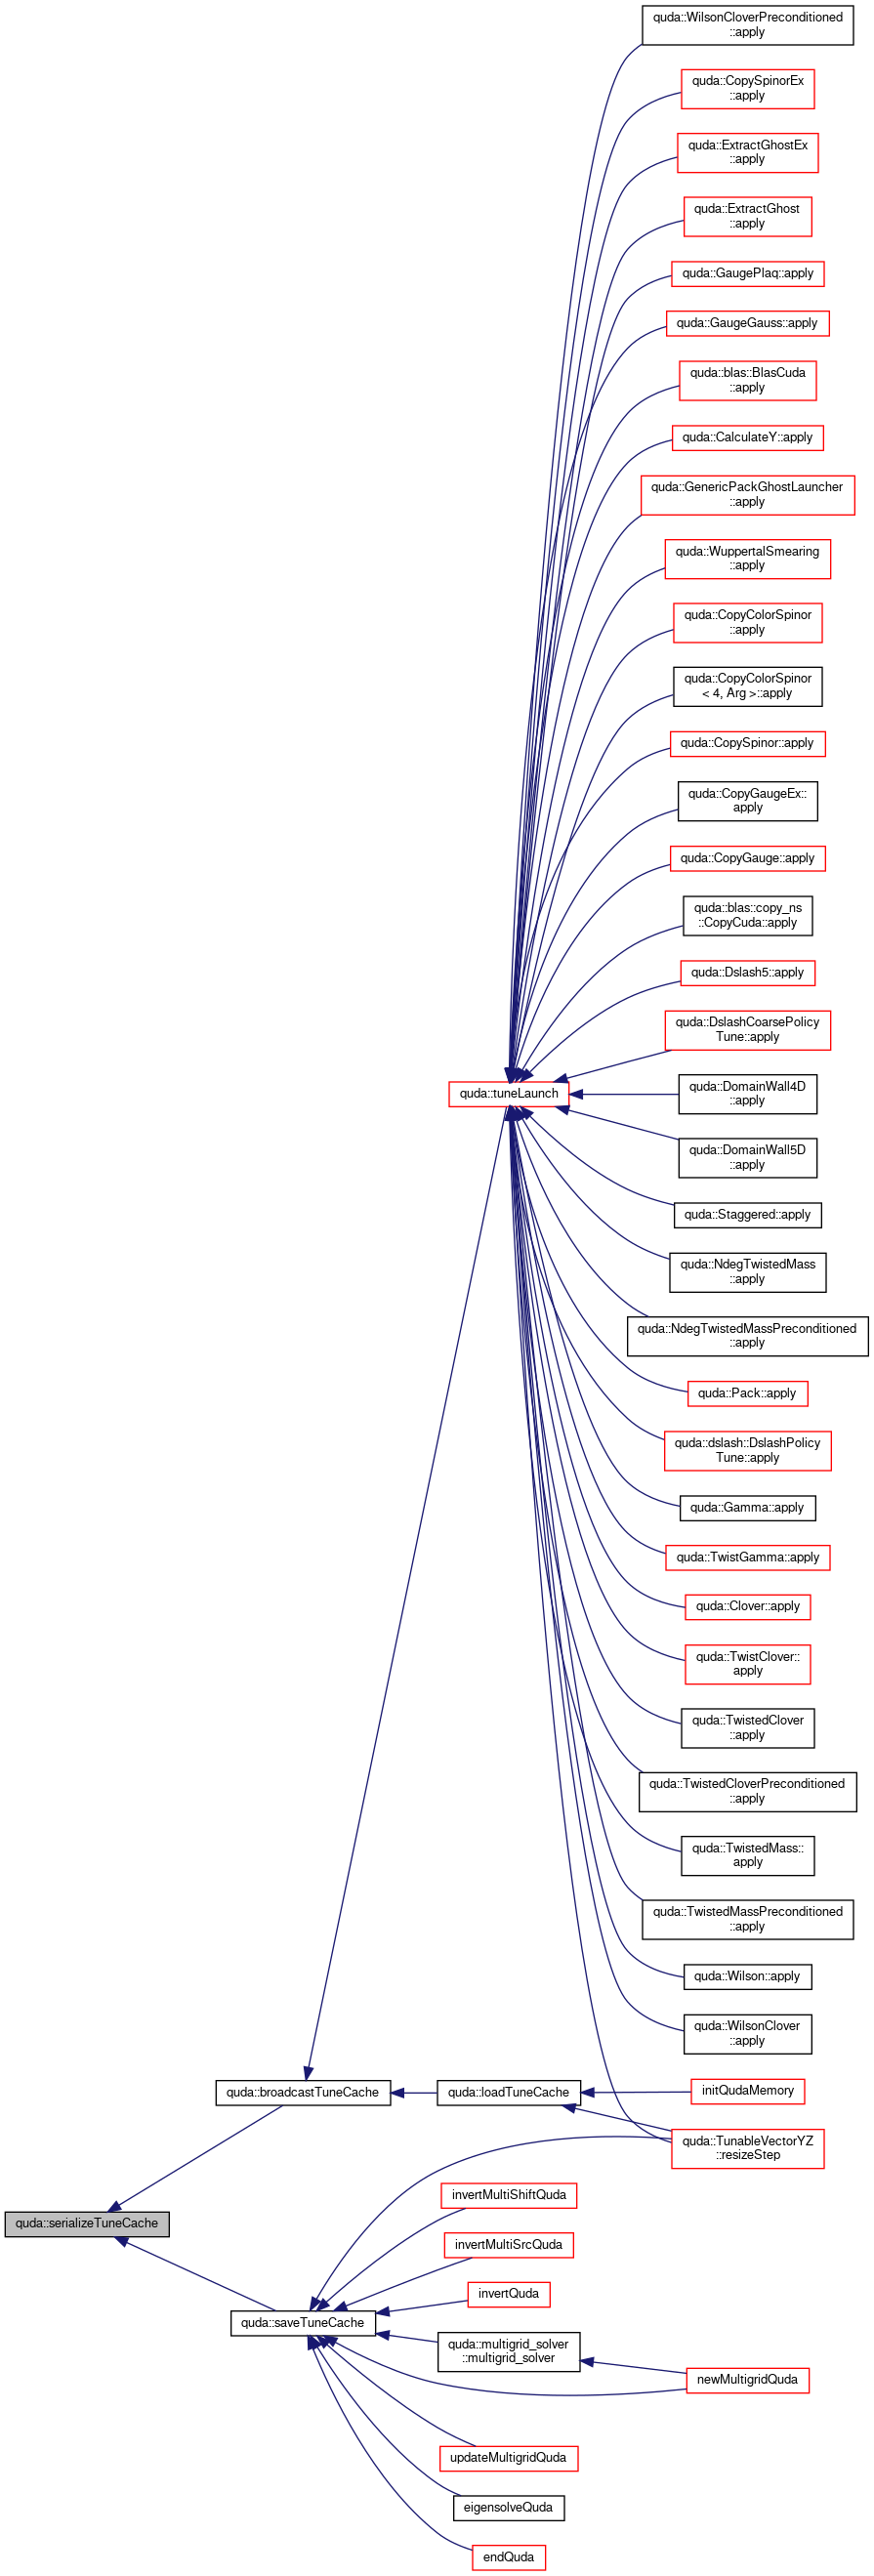 quda::WilsonCloverPreconditioned
::apply
quda::CopySpinorEx
::apply
quda::ExtractGhostEx
::apply
quda::ExtractGhost
::apply
quda::GaugePlaq::apply
quda::GaugeGauss::apply
quda::blas::BlasCuda
::apply
quda::CalculateY::apply
quda::GenericPackGhostLauncher
::apply
quda::WuppertalSmearing
::apply
quda::CopyColorSpinor
::apply
quda::CopyColorSpinor
< 4, Arg >::apply
quda::CopySpinor::apply
quda::CopyGaugeEx::
apply
quda::CopyGauge::apply
quda::blas::copy_ns
::CopyCuda::apply
quda::Dslash5::apply
quda::DslashCoarsePolicy
Tune::apply
quda::tuneLaunch
quda::DomainWall4D
::apply
quda::DomainWall5D
::apply
quda::Staggered::apply
quda::NdegTwistedMass
::apply
quda::NdegTwistedMassPreconditioned
::apply
quda::Pack::apply
quda::dslash::DslashPolicy
Tune::apply
quda::Gamma::apply
quda::TwistGamma::apply
quda::Clover::apply
quda::TwistClover::
apply
quda::TwistedClover
::apply
quda::TwistedCloverPreconditioned
::apply
quda::TwistedMass::
apply
quda::TwistedMassPreconditioned
::apply
quda::Wilson::apply
quda::WilsonClover
::apply
quda::broadcastTuneCache
quda::loadTuneCache
initQudaMemory
quda::TunableVectorYZ
::resizeStep
quda::serializeTuneCache
invertMultiShiftQuda
invertMultiSrcQuda
invertQuda
quda::saveTuneCache
quda::multigrid_solver
::multigrid_solver
newMultigridQuda
updateMultigridQuda
eigensolveQuda
endQuda